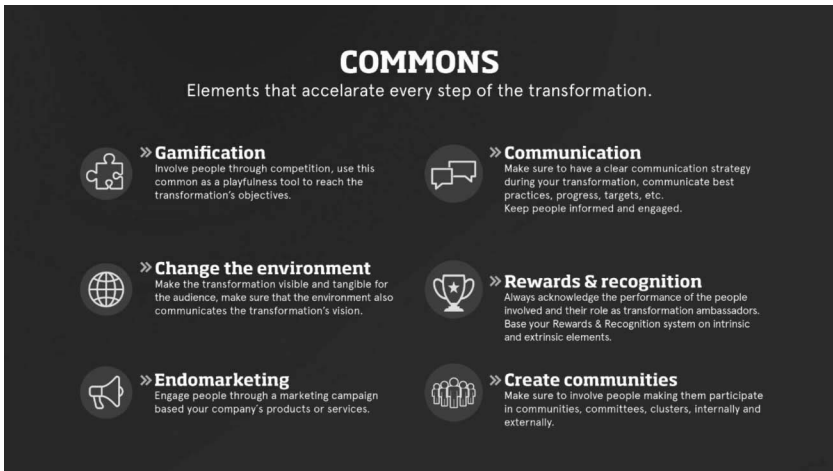 COMMONS
Elements that accelarate every step of the transformation.
» Gamification
Involve people through competition, use this
common as a playfulness tool to reach the
transformation's objectives.
» Communication
Make sure to have a clear communication strategy
during your transformation, communicate best
practices, progress, targets, etc.
Keep people informed and engaged.
» Change the environment
Make the transformation visible and tangible for
the audience, make sure that the environment also
communicates the transformation's vision.
» Rewards & recognition
Always acknowledge the performance of the people
involved and their role as transformation ambassadors.
Base your Rewards & Recognition system on intrinsic
and extrinsic elements.
» Endomarketing
Engage people through a marketing campaign
based your company´s products or services.
» Create communities
Make sure to involve people making them participate
in communities, committees, clusters, internally and
externally.